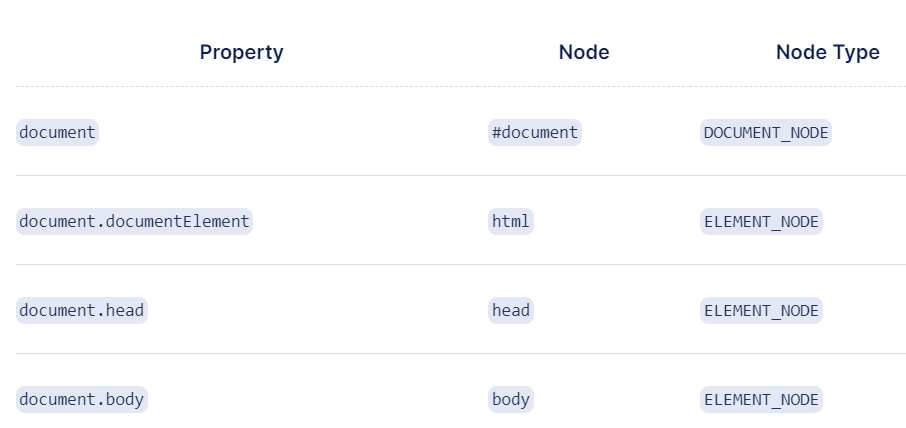 Property Node Node Type
document #document DOCUMENT_NODE
document.documentElement html ELEMENT_NODE
document.head head ELEMENT_NODE
document.body body ELEMENT_NODE